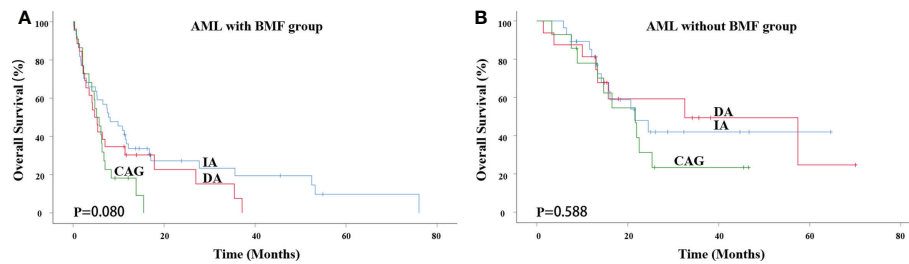 A
AML with BMF group
Overall Survival (%)
100
80
60
40
20
0
IA
CAG
DA
P=0.080
0
20
40
60
80
Time (Months)
B
AML without BMF group
Overall Survival (%)
100
80
60
40
20
0
DA
IA
CAG
P=0.588
0
20
40
60
80
Time (Months)